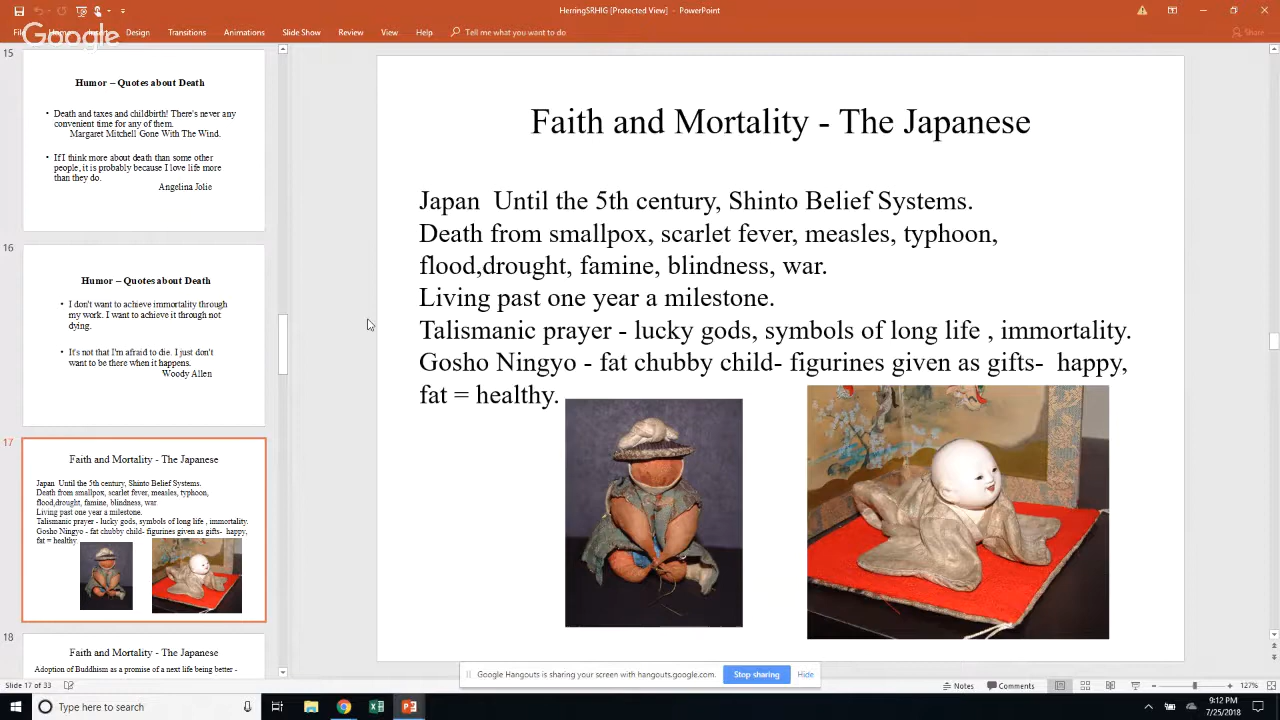 HerringSRHIG [Protected View] - PowerPoint
Google
Design Transitions Animations Slide Show Review View Help Tell me what you want to do Share
15
Humor – Quotes about Death
• Death and taxes and childbirth! There's never any
convenient time for any of them.
Margaret Mitchell Gone With The Wind.
• If I think more about death than some other
people, it is probably because I love life more
than they do.
Angelina Jolie
16
Humor – Quotes about Death
• I don't want to achieve immortality through
my work. I want to achieve it through not
dying.
• It's not that I'm afraid to die. I just don't
want to be there when it happens.
Woody Allen
17
Faith and Mortality - The Japanese
Japan Until the 5th century, Shinto Belief Systems.
Death from smallpox, scarlet fever, measles, typhoon,
flood,drought, famine, blindness, war.
Living past one year a milestone.
Talismanic prayer - lucky gods, symbols of long life , immortality.
Gosho Ningyo - fat chubby child- figurines given as gifts- happy,
fat = healthy.
18
Faith and Mortality - The Japanese
Adoption of Buddhism as a promise of a next life being better -
Faith and Mortality - The Japanese
Japan Until the 5th century, Shinto Belief Systems.
Death from smallpox, scarlet fever, measles, typhoon,
flood,drought, famine, blindness, war.
Living past one year a milestone.
Talismanic prayer - lucky gods, symbols of long life , immortality.
Gosho Ningyo - fat chubby child- figurines given as gifts- happy,
fat = healthy.
Google Hangouts is sharing your screen with hangouts.google.com. Stop sharing Hide
Slide 17 of 33 Notes Comments 127%
Type here to search
9:12 PM
7/25/2018